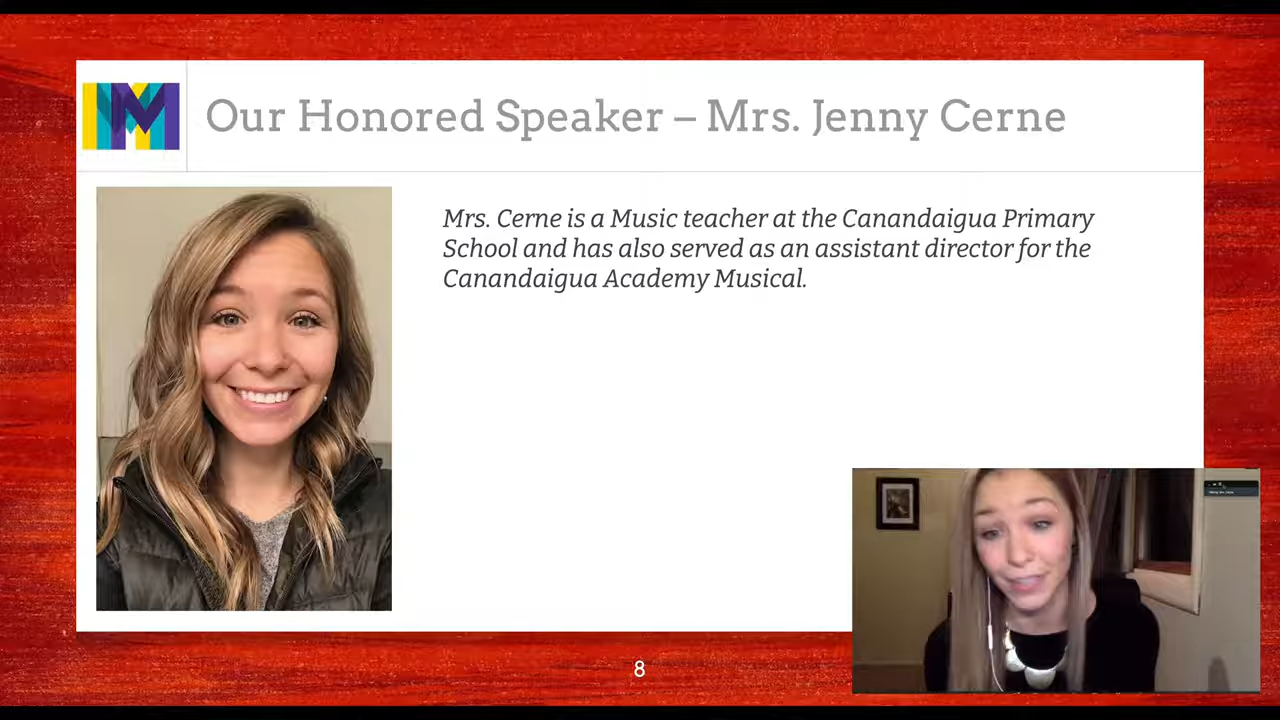 Our Honored Speaker – Mrs. Jenny Cerne
Mrs. Cerne is a Music teacher at the Canandaigua Primary
School and has also served as an assistant director for the
Canandaigua Academy Musical.
8